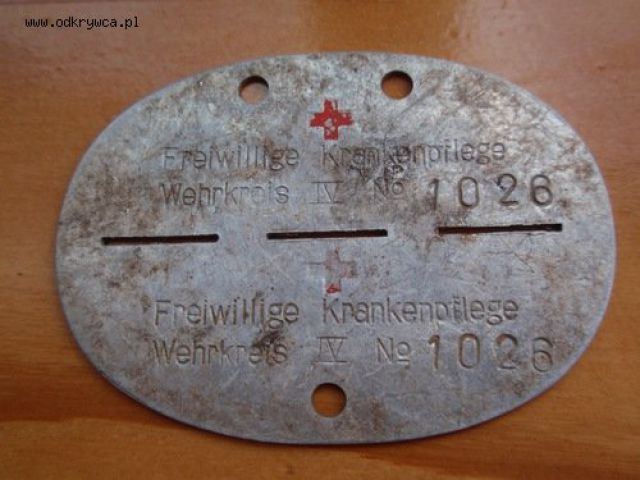 www.odkrywca.pl
Freiwillige Krankenpflege
Wehrkreis IV No 1026
Freiwillige Krankenpflege
Wehrkreis IV No 1026